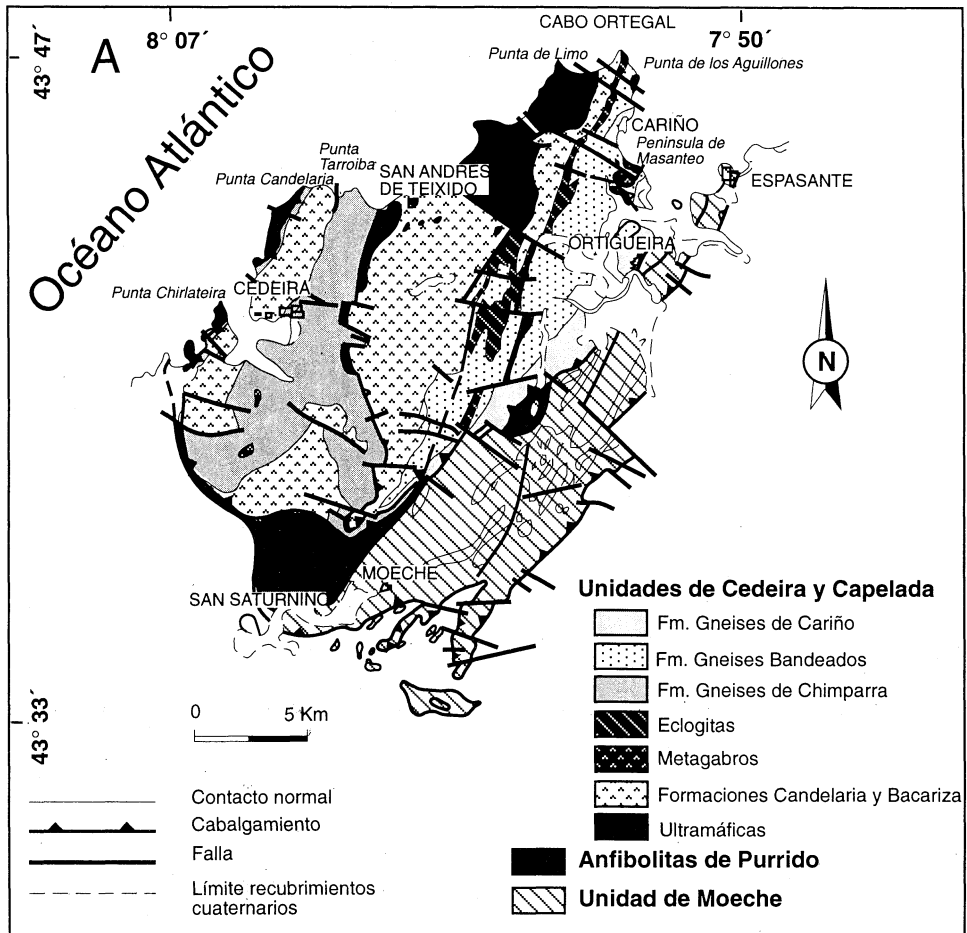 CABO ORTEGAL
8° 07´
7° 50´
43° 47´
A
Punta de Limo
Punta de los Aguillones
Océano Atlántico
CARIÑO
Peninsula de
Masanteo
Punta
Tarroiba
SAN ANDRES
DE TEIXIDO
Punta Candelaria
ESPASANTE
ORTIGUEIRA
Punta Chirlateira
CEDEIRA
N
MOECHE
SAN SATURNINO
43° 33´
0 5 Km
Unidades de Cedeira y Capelada
Fm. Gneises de Cariño
Fm. Gneises Bandeados
Fm. Gneises de Chimparra
Eclogitas
Metagabros
Formaciones Candelaria y Bacariza
Ultramáficas
Anfibolitas de Purrido
Unidad de Moeche
Contacto normal
Cabalgamiento
Falla
Límite recubrimientos
cuaternarios